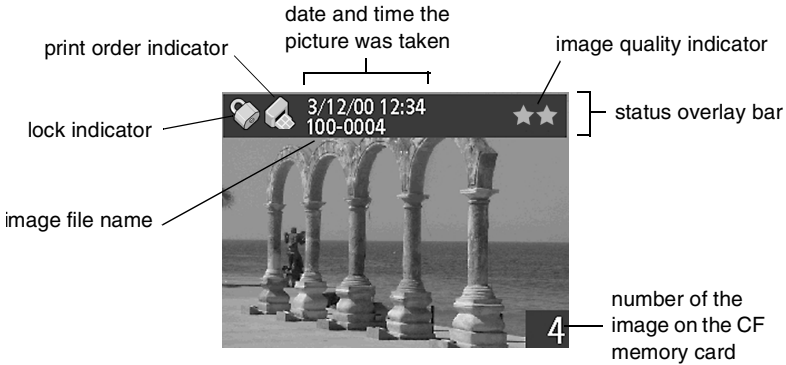 date and time the
picture was taken
print order indicator
image quality indicator
3/12/00 12:34
100-0004
status overlay bar
lock indicator
image file name
4
number of the
image on the CF
memory card